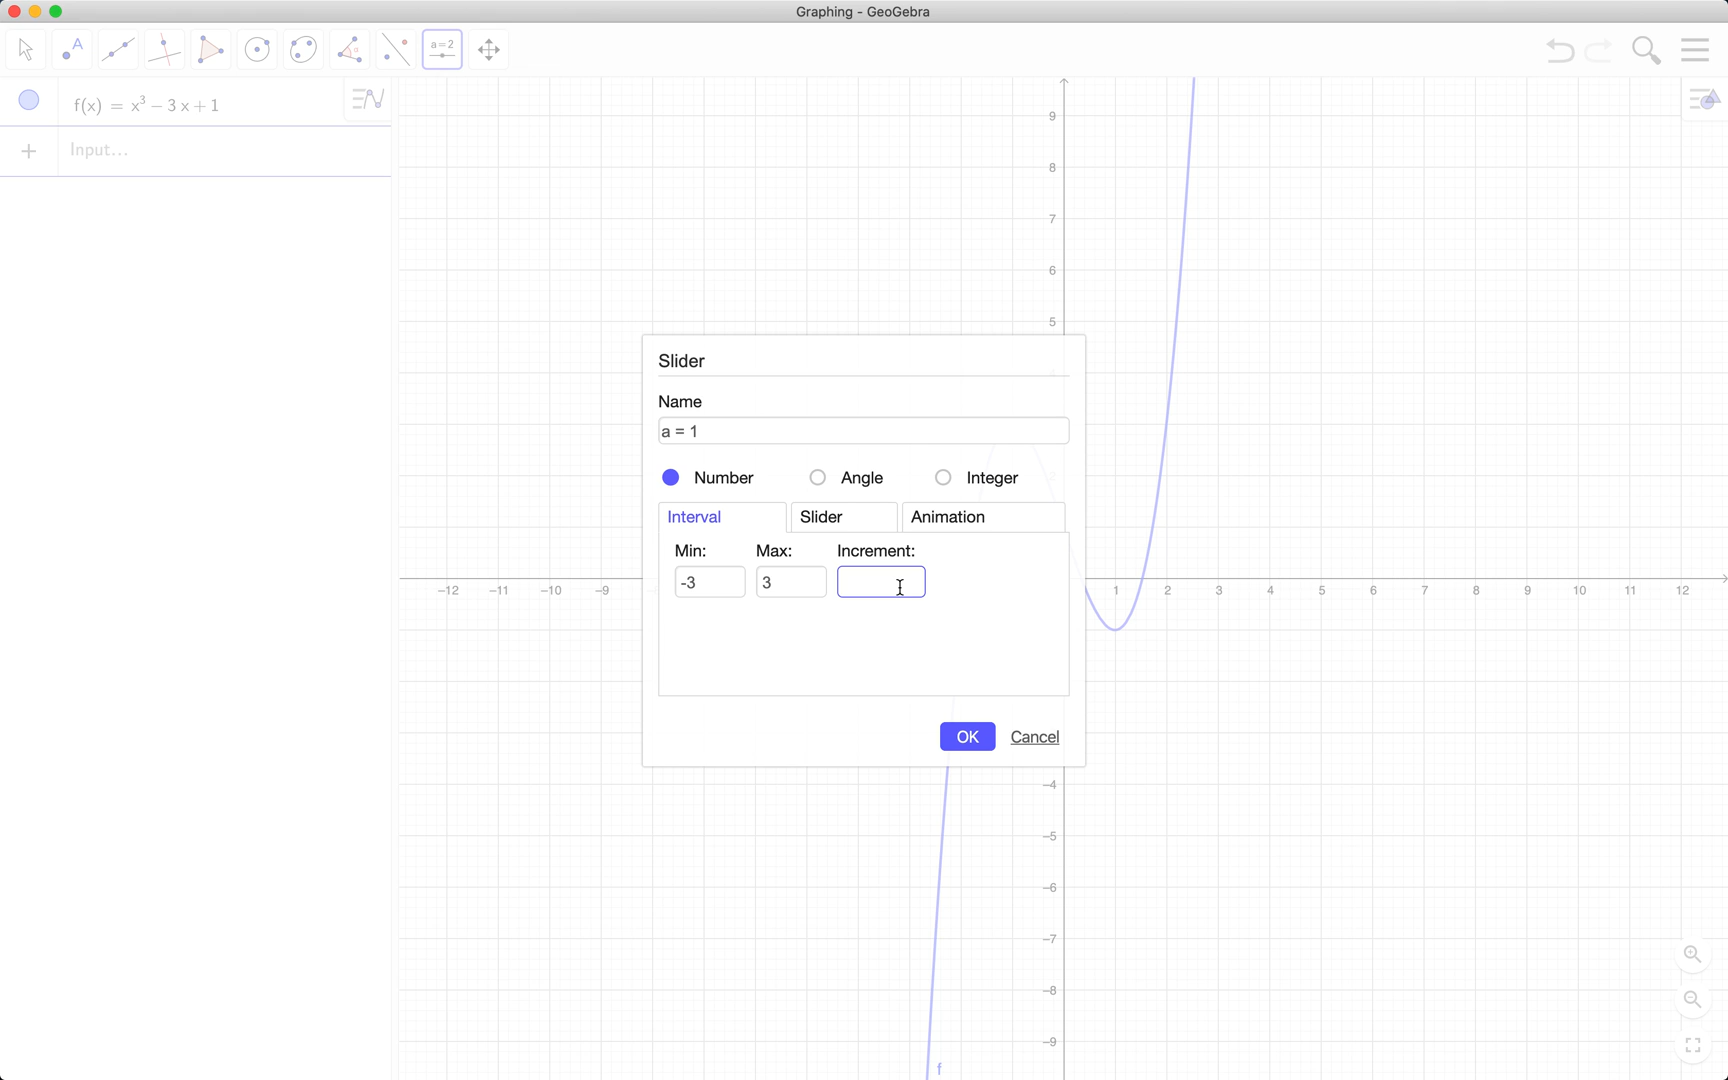 Graphing - GeoGebra
A
a=2
f(x) = x³ − 3 x + 1
+ Input...
9
8
7
6
5
Slider
Name
a = 1
Number Angle Integer
Interval Slider Animation
Min: Max: Increment:
-3 3
−12 −11 −10 −9 1 2 3 4 5 6 7 8 9 10 11 12
OK Cancel
−4
−5
−6
−7
−8
−9
f